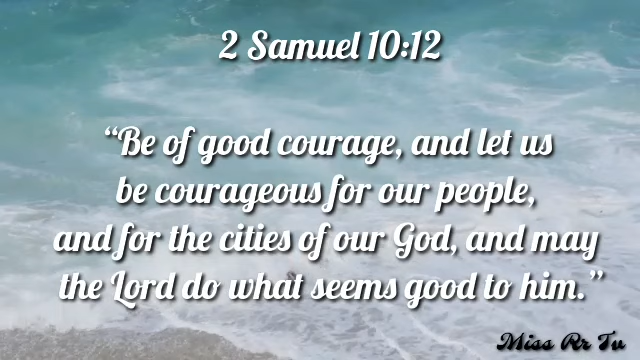 2 Samuel 10:12
“Be of good courage, and let us
be courageous for our people,
and for the cities of our God, and may
the Lord do what seems good to him.”
Miss Rr Tv